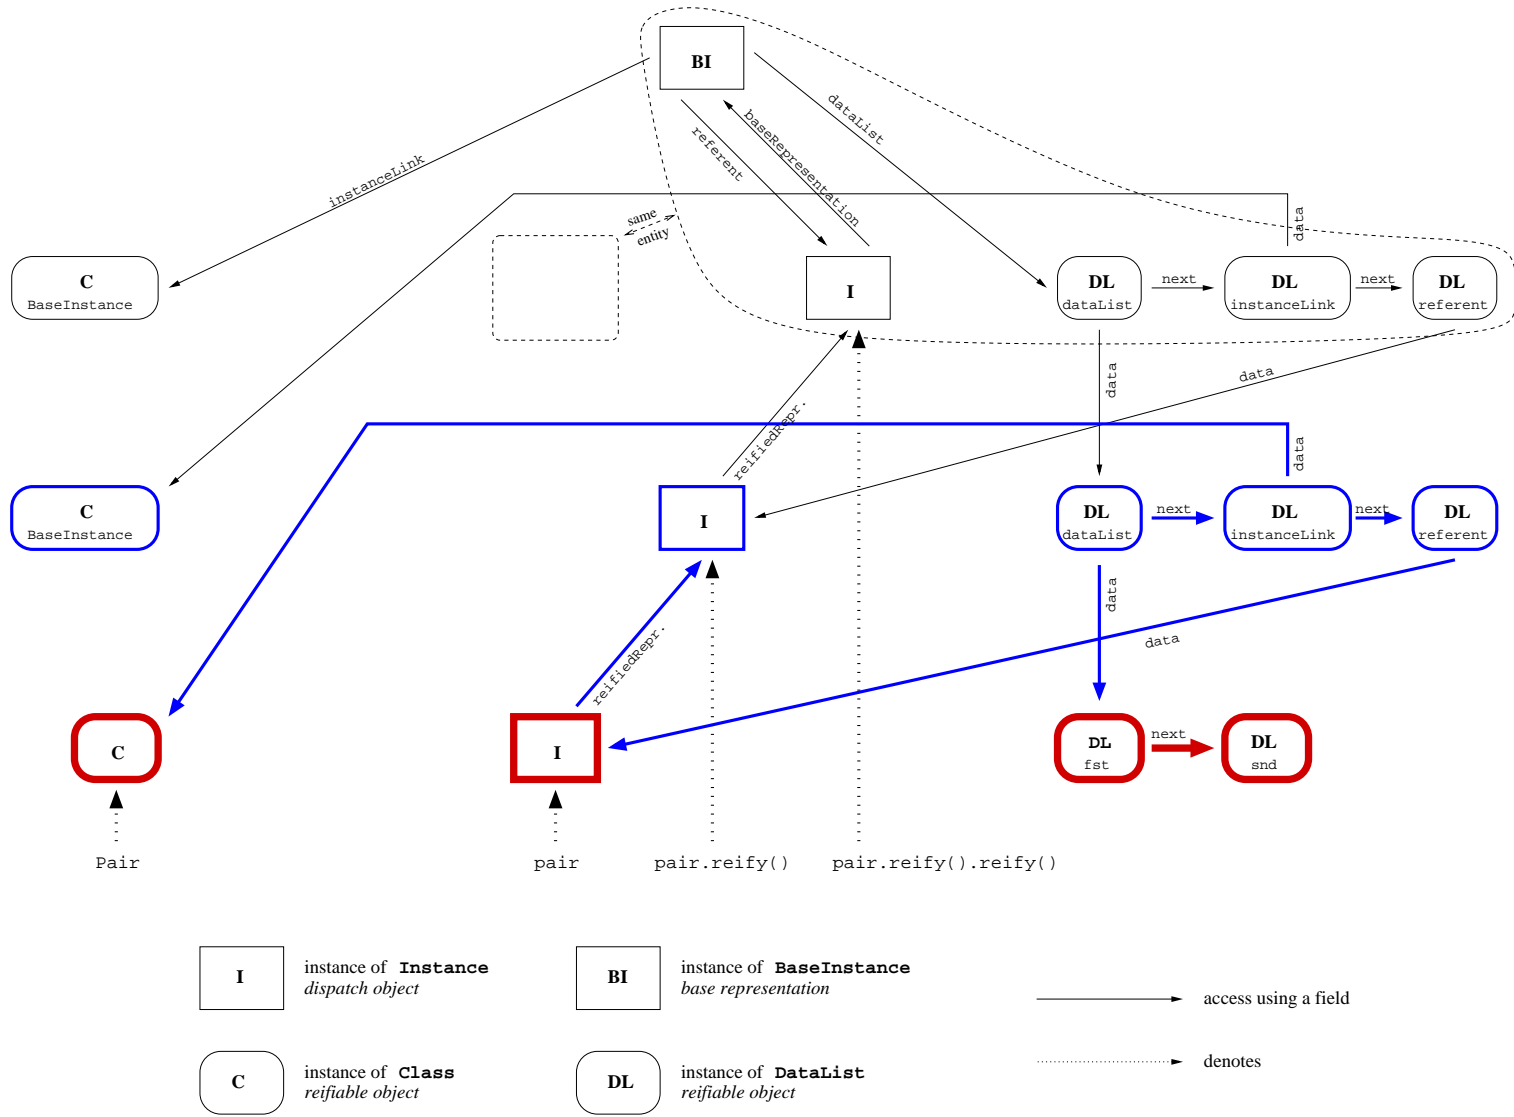 BI
instanceLink
referent
baseRepresentation
dataList
same
entity
data
C
BaseInstance
I
DL
dataList
next
DL
instanceLink
next
DL
referent
data
data
reifiedRepr.
data
C
BaseInstance
I
DL
dataList
next
DL
instanceLink
next
DL
referent
data
data
reifiedRepr.
C
I
DL
fst
next
DL
snd
Pair
pair
pair.reify()
pair.reify().reify()
I
instance of Instance
dispatch object
BI
instance of BaseInstance
base representation
access using a field
C
instance of Class
reifiable object
DL
instance of DataList
reifiable object
denotes